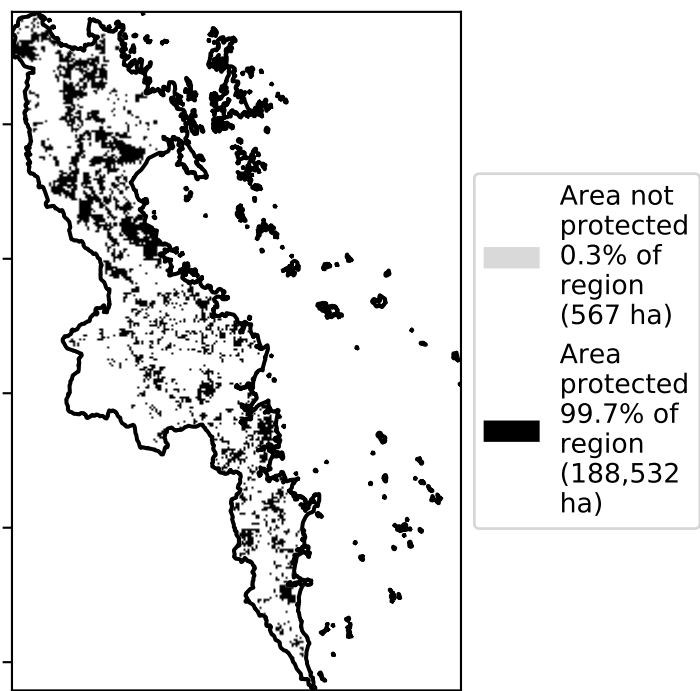 Area not
protected
0.3% of
region
(567 ha)
Area
protected
99.7% of
region
(188,532
ha)